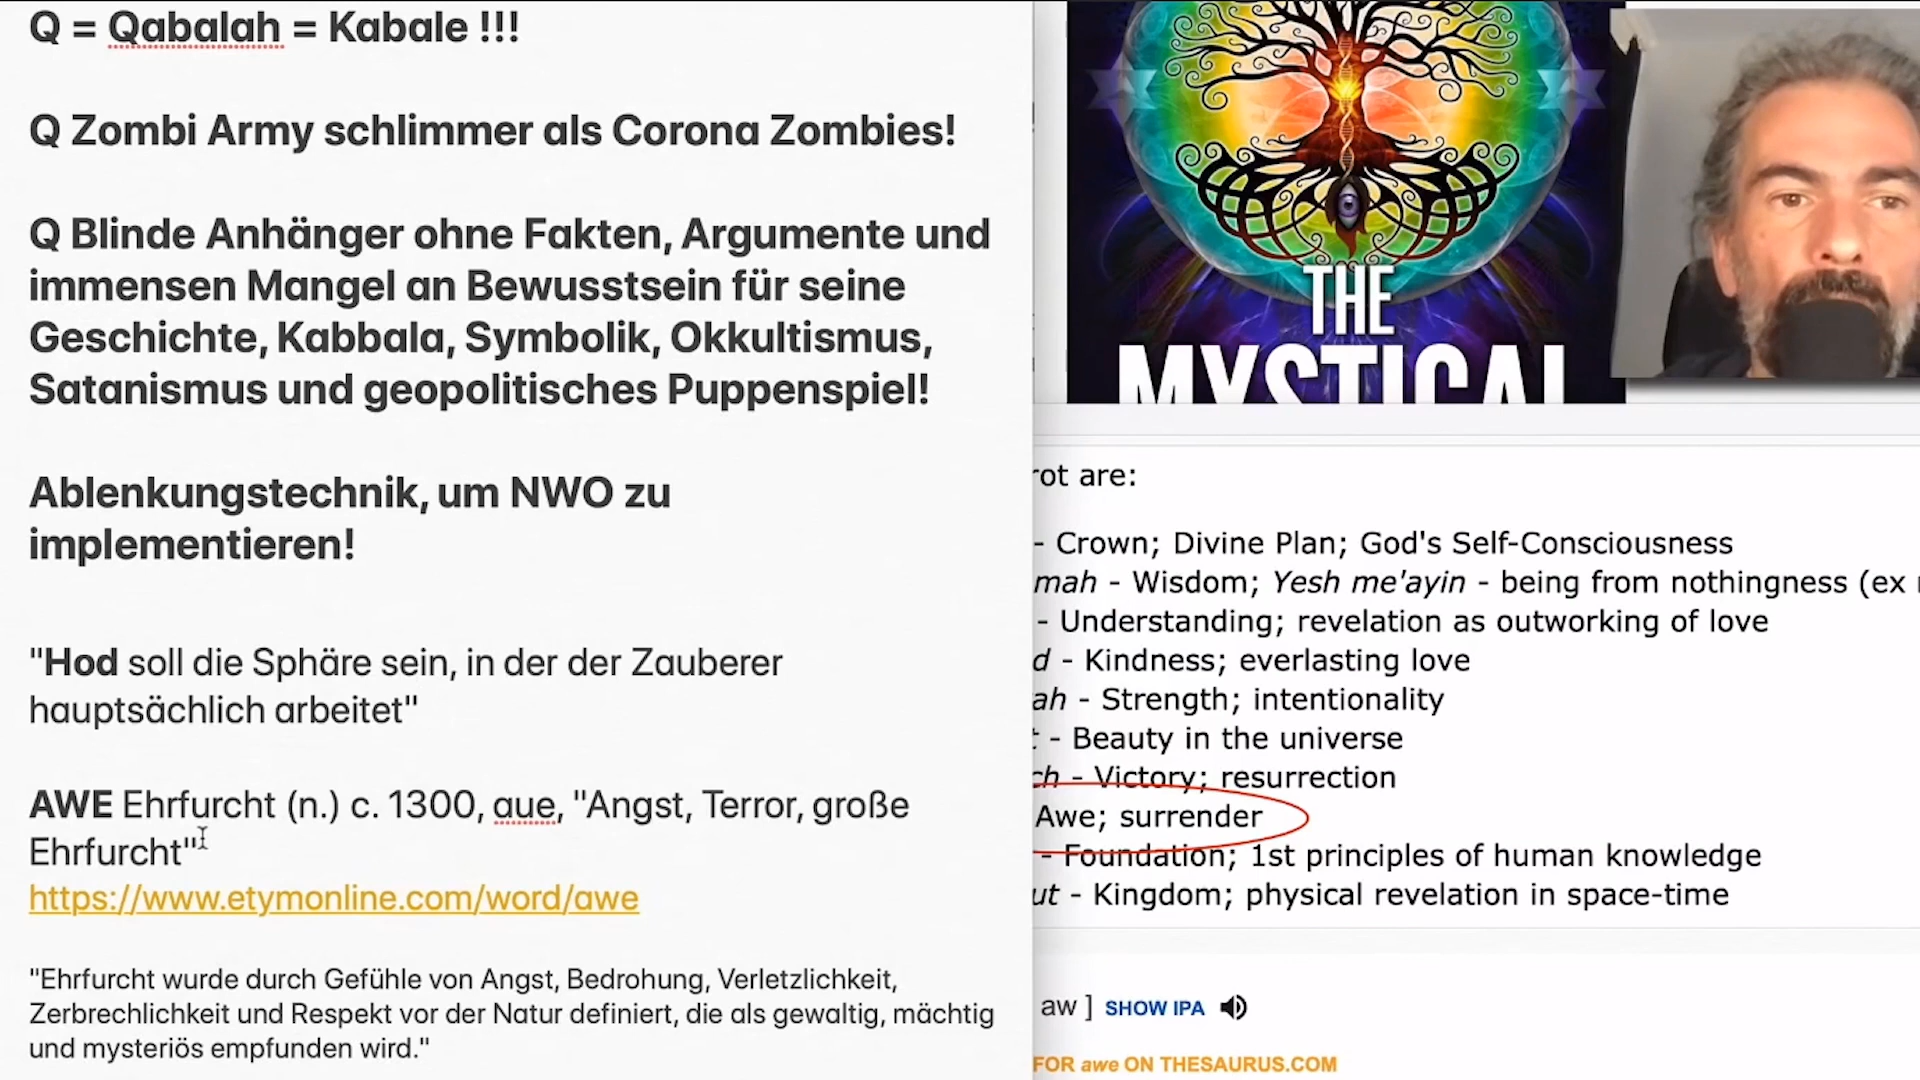 Q = Qabalah = Kabale !!!
Q Zombi Army schlimmer als Corona Zombies!
Q Blinde Anhänger ohne Fakten, Argumente und
immensen Mangel an Bewusstsein für seine
Geschichte, Kabbala, Symbolik, Okkultismus,
Satanismus und geopolitisches Puppenspiel!
Ablenkungstechnik, um NWO zu
implementieren!
"Hod soll die Sphäre sein, in der der Zauberer
hauptsächlich arbeitet"
AWE Ehrfurcht (n.) c. 1300, aue, "Angst, Terror, große
Ehrfurcht"
https://www.etymonline.com/word/awe
"Ehrfurcht wurde durch Gefühle von Angst, Bedrohung, Verletzlichkeit,
Zerbrechlichkeit und Respekt vor der Natur definiert, die als gewaltig, mächtig
und mysteriös empfunden wird."
THE
MYSTICAL
rot are:
- Crown; Divine Plan; God's Self-Consciousness
mah - Wisdom; Yesh me'ayin - being from nothingness (ex
- Understanding; revelation as outworking of love
d - Kindness; everlasting love
ah - Strength; intentionality
t - Beauty in the universe
ch - Victory; resurrection
Awe; surrender
- Foundation; 1st principles of human knowledge
ut - Kingdom; physical revelation in space-time
aw ] SHOW IPA
FOR awe ON THESAURUS.COM